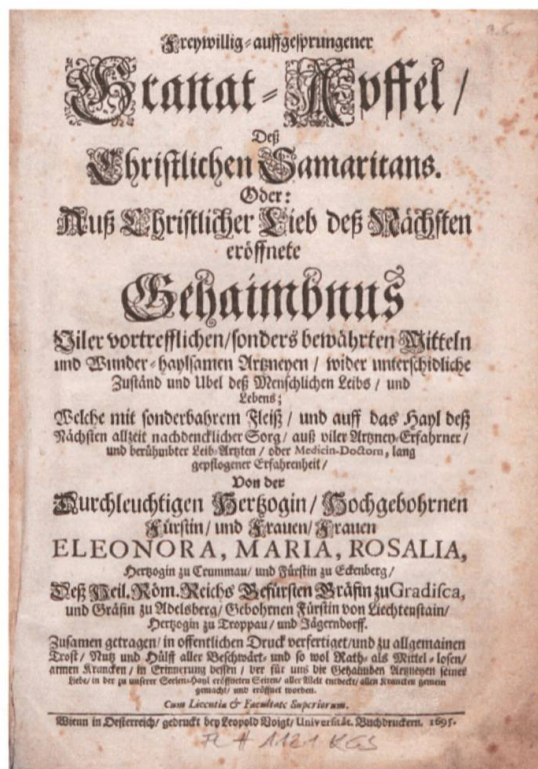 Freywillig-auffgesprungener
Granat-Apffel /
Deß
Christlichen Samaritans.
Oder:
Auß Christlicher Lieb deß Nächsten
eröffnete
Gehaimbnus
Viler vortrefflichen / sonders bewährten Mitteln
und Wunder-haylsamen Artzneyen / wider unterschidliche
Zuständ und Ubel deß Menschlichen Leibs / und
Lebens;
Welche mit sonderbahrem Fleiß / und auff das Hayl deß
Nächsten allzeit nachdencklicher Sorg / auß viler Artzney-Erfahrner /
und berühmbter Leib-Artzten / oder Medicin-Doctorn, lang
gepflogener Erfahrenheit /
Von der
Durchleuchtigen Hertzogin / Hochgebohrnen
Fürstin / und Frauen / Frauen
ELEONORA, MARIA, ROSALIA,
Hertzogin zu Crummau / und Fürstin zu Eckenberg /
Deß Heil. Röm. Reichs Gefürsten Gräfin zu Gradisca,
und Gräfin zu Adelsberg / Gebohrnen Fürstin von Liechtenstain /
Hertzogin zu Troppau / und Jägerndorff.
Zusamen getragen / in offentlichen Druck verfertiget / und zu allgemainen
Trost / Nutz und Hülff aller Beschwärt- und so wol Rath- als Mittel-losen /
armen Krancken / in Erinnerung dessen / der für uns die Gehaimben Artzneyen seiner
Liebe / in der zu unserer Seelen-Hayl eröffneten Seiten / aller Welt entdeckt / allen Krancken gemein
gemacht / und eröffnet worden.
Cum Licentia & Facultate Superiorum.
Wienn in Oesterreich / gedruckt bey Leopold Voigt / Universität. Buchdruckern. 1695.